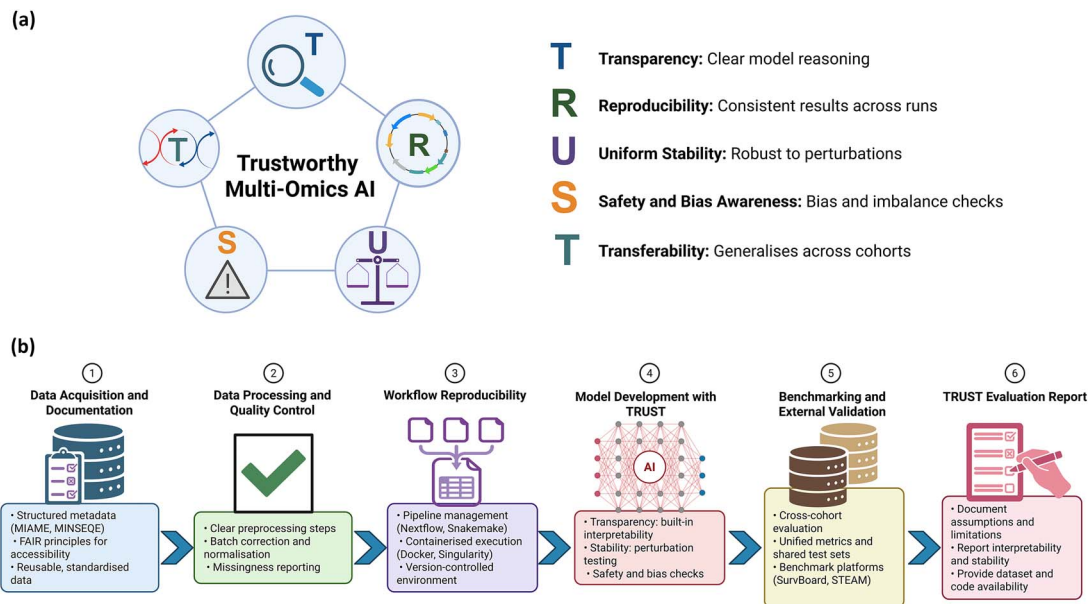 (a)
T
R
U
S
T
Trustworthy
Multi-Omics AI
T Transparency: Clear model reasoning
R Reproducibility: Consistent results across runs
U Uniform Stability: Robust to perturbations
S Safety and Bias Awareness: Bias and imbalance checks
T Transferability: Generalises across cohorts
(b)
1
Data Acquisition and
Documentation
• Structured metadata
(MIAME, MINSEQE)
• FAIR principles for
accessibility
• Reusable, standardised
data
2
Data Processing and
Quality Control
• Clear preprocessing steps
• Batch correction and
normalisation
• Missingness reporting
3
Workflow Reproducibility
• Pipeline management
(Nextflow, Snakemake)
• Containerised execution
(Docker, Singularity)
• Version-controlled
environment
4
Model Development with
TRUST
AI
• Transparency: built-in
interpretability
• Stability: perturbation
testing
• Safety and bias checks
5
Benchmarking and
External Validation
• Cross-cohort
evaluation
• Unified metrics and
shared test sets
• Benchmark platforms
(SurvBoard, STEAM)
6
TRUST Evaluation Report
• Document
assumptions and
limitations
• Report interpretability
and stability
• Provide dataset and
code availability